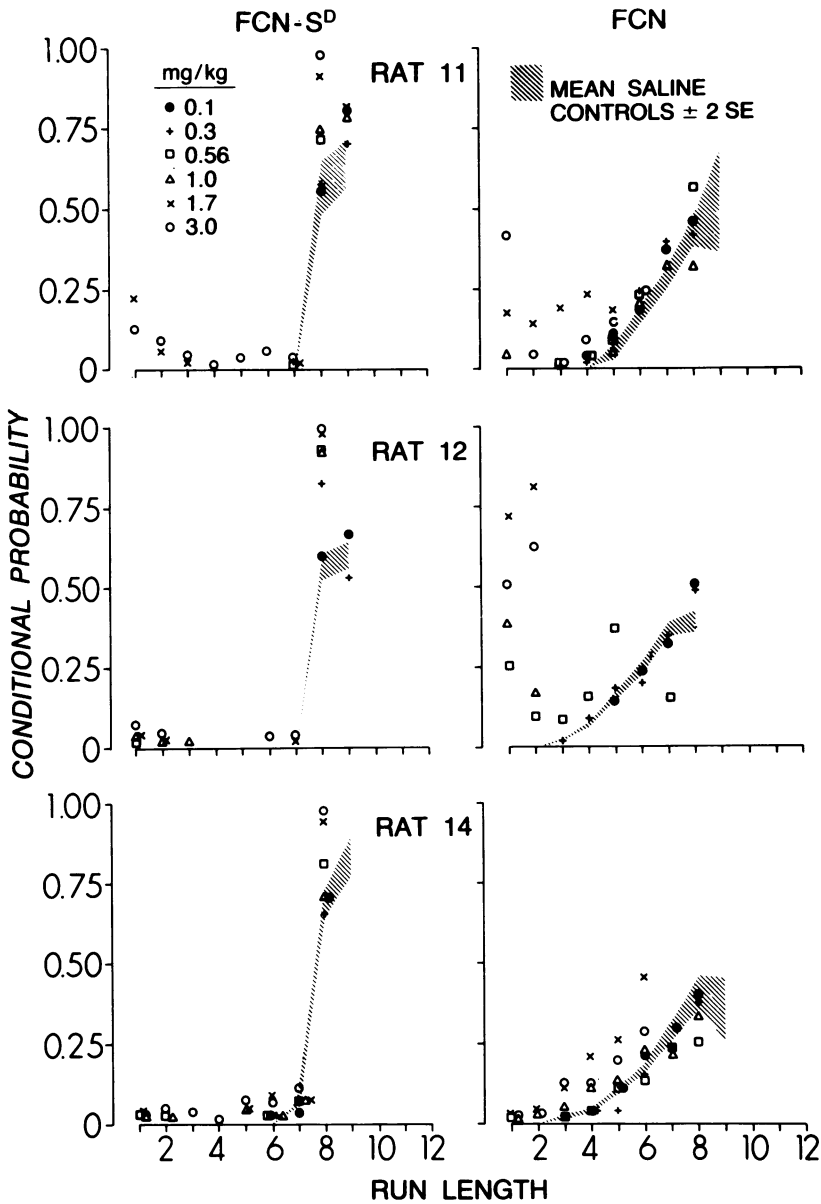 FCN-Sᴰ
FCN
1.00
0.75
0.50
0.25
0
mg/kg
● 0.1
+ 0.3
□ 0.56
△ 1.0
× 1.7
○ 3.0
RAT 11
MEAN SALINE
CONTROLS ± 2 SE
1.00
0.75
0.50
0.25
0
RAT 12
CONDITIONAL PROBABILITY
1.00
0.75
0.50
0.25
0
RAT 14
2 4 6 8 10 12
2 4 6 8 10 12
RUN LENGTH